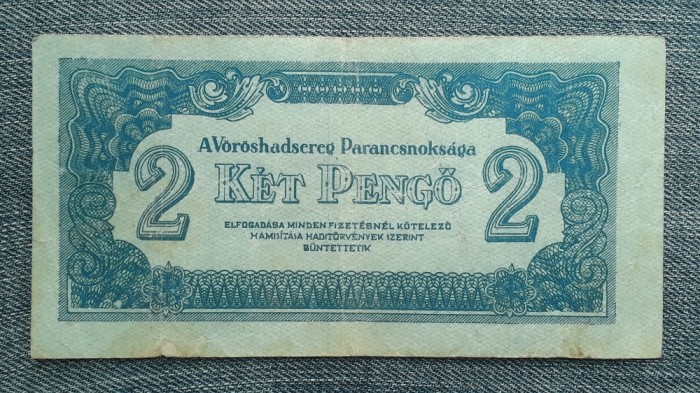 A Vöröshadsereg Parancsnoksága
2 KÉT PENGŐ 2
ELFOGADÁSA MINDEN FIZETÉSNÉL KÖTELEZŐ
HAMISÍTÁSA HADITÖRVÉNYEK SZERINT
BÜNTETTETIK